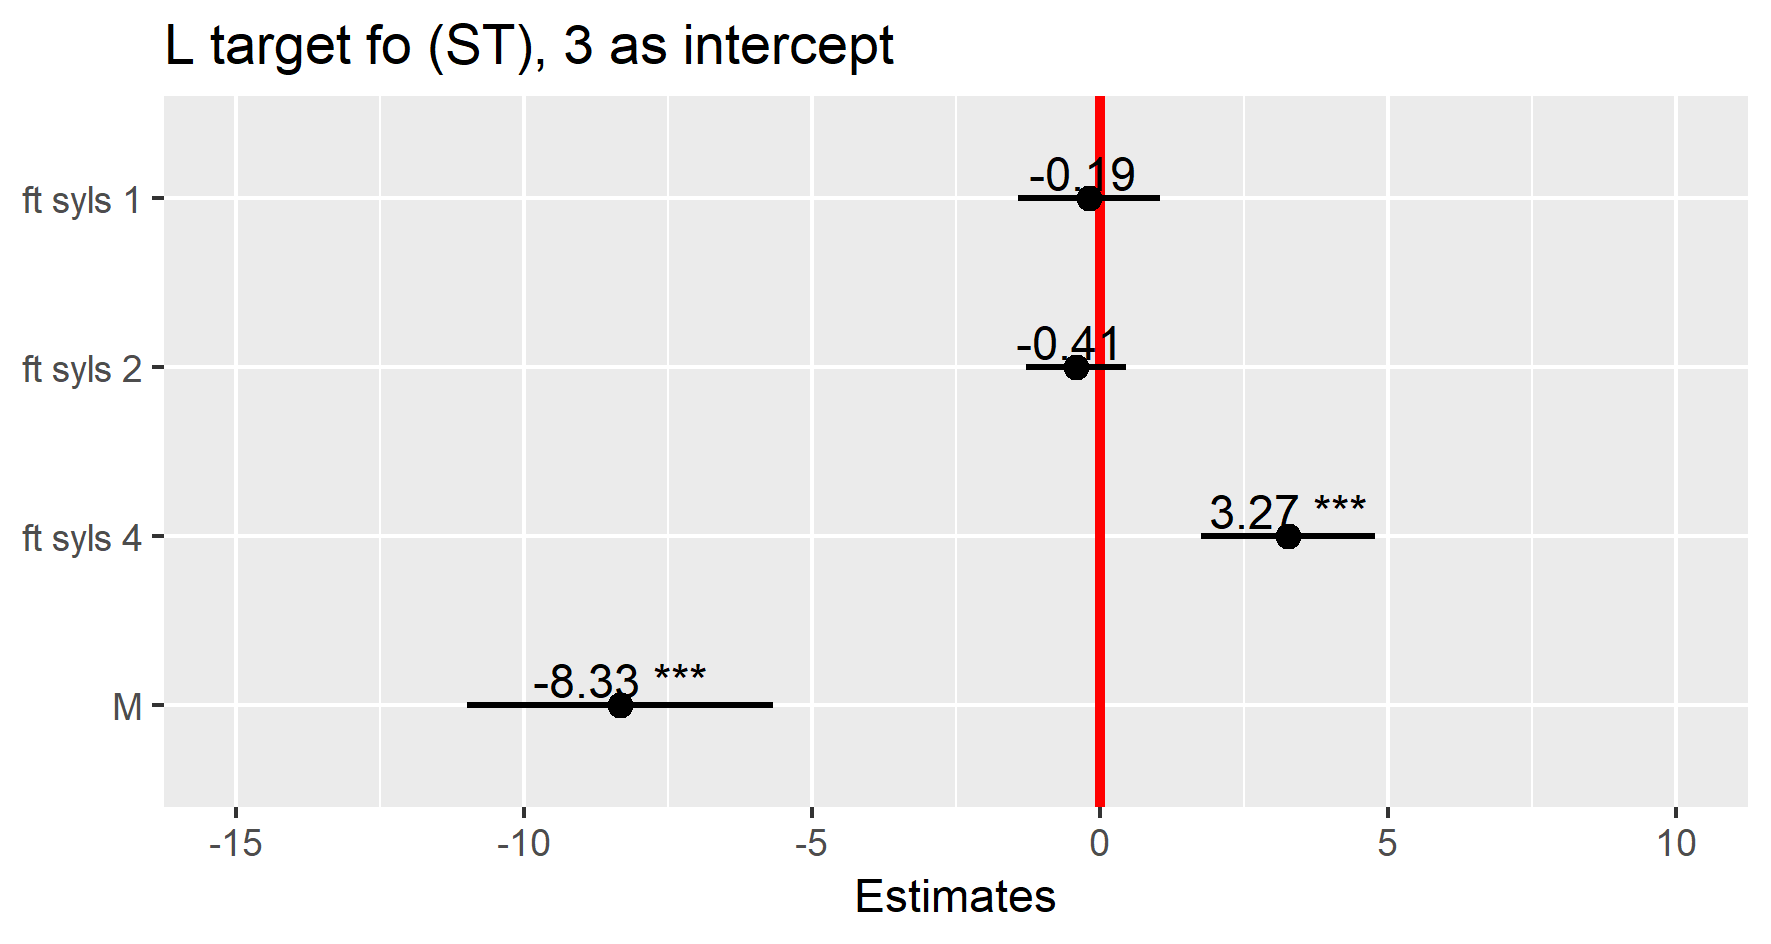 L target fo (ST), 3 as intercept
ft syls 1
-0.19
ft syls 2
-0.41
ft syls 4
3.27 ***
M
-8.33 ***
-15 -10 -5 0 5 10
Estimates